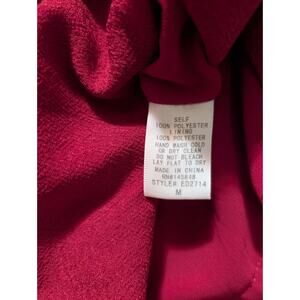 SELF
100% POLYESTER
LINING
100% POLYESTER
HAND WASH COLD
OR DRY CLEAN
DO NOT BLEACH
LAY FLAT TO DRY
MADE IN CHINA
RN#145848
STYLE# ED2714
M